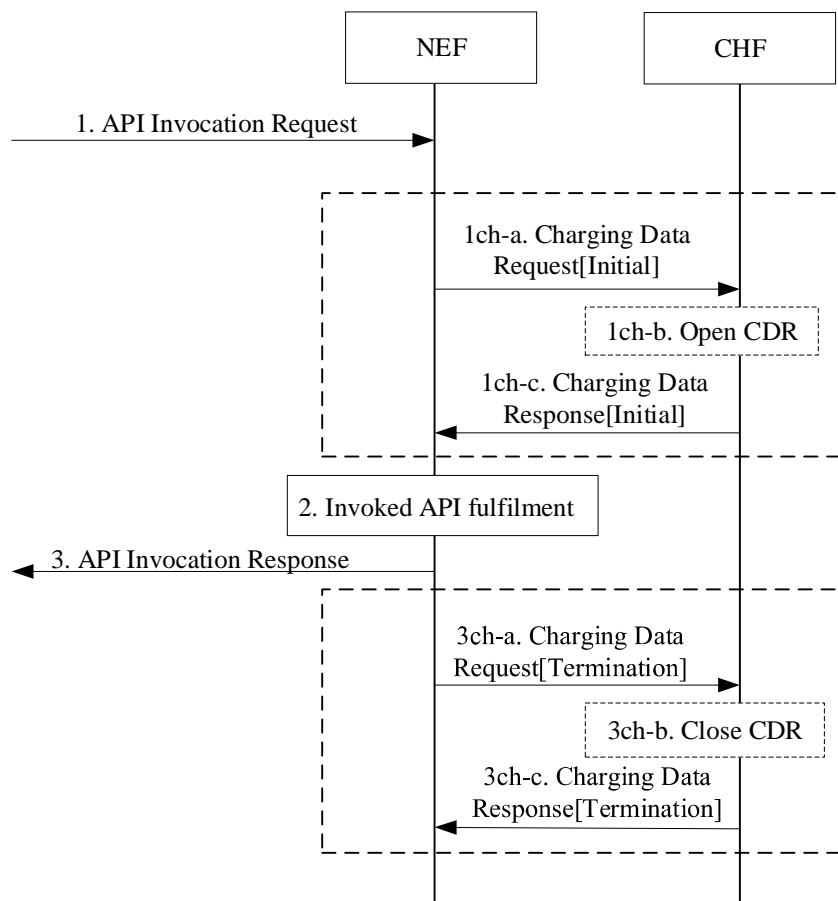 NEF
CHF
1. API Invocation Request
1ch-a. Charging Data
Request[Initial]
1ch-b. Open CDR
1ch-c. Charging Data
Response[Initial]
2. Invoked API fulfilment
3. API Invocation Response
3ch-a. Charging Data
Request[Termination]
3ch-b. Close CDR
3ch-c. Charging Data
Response[Termination]